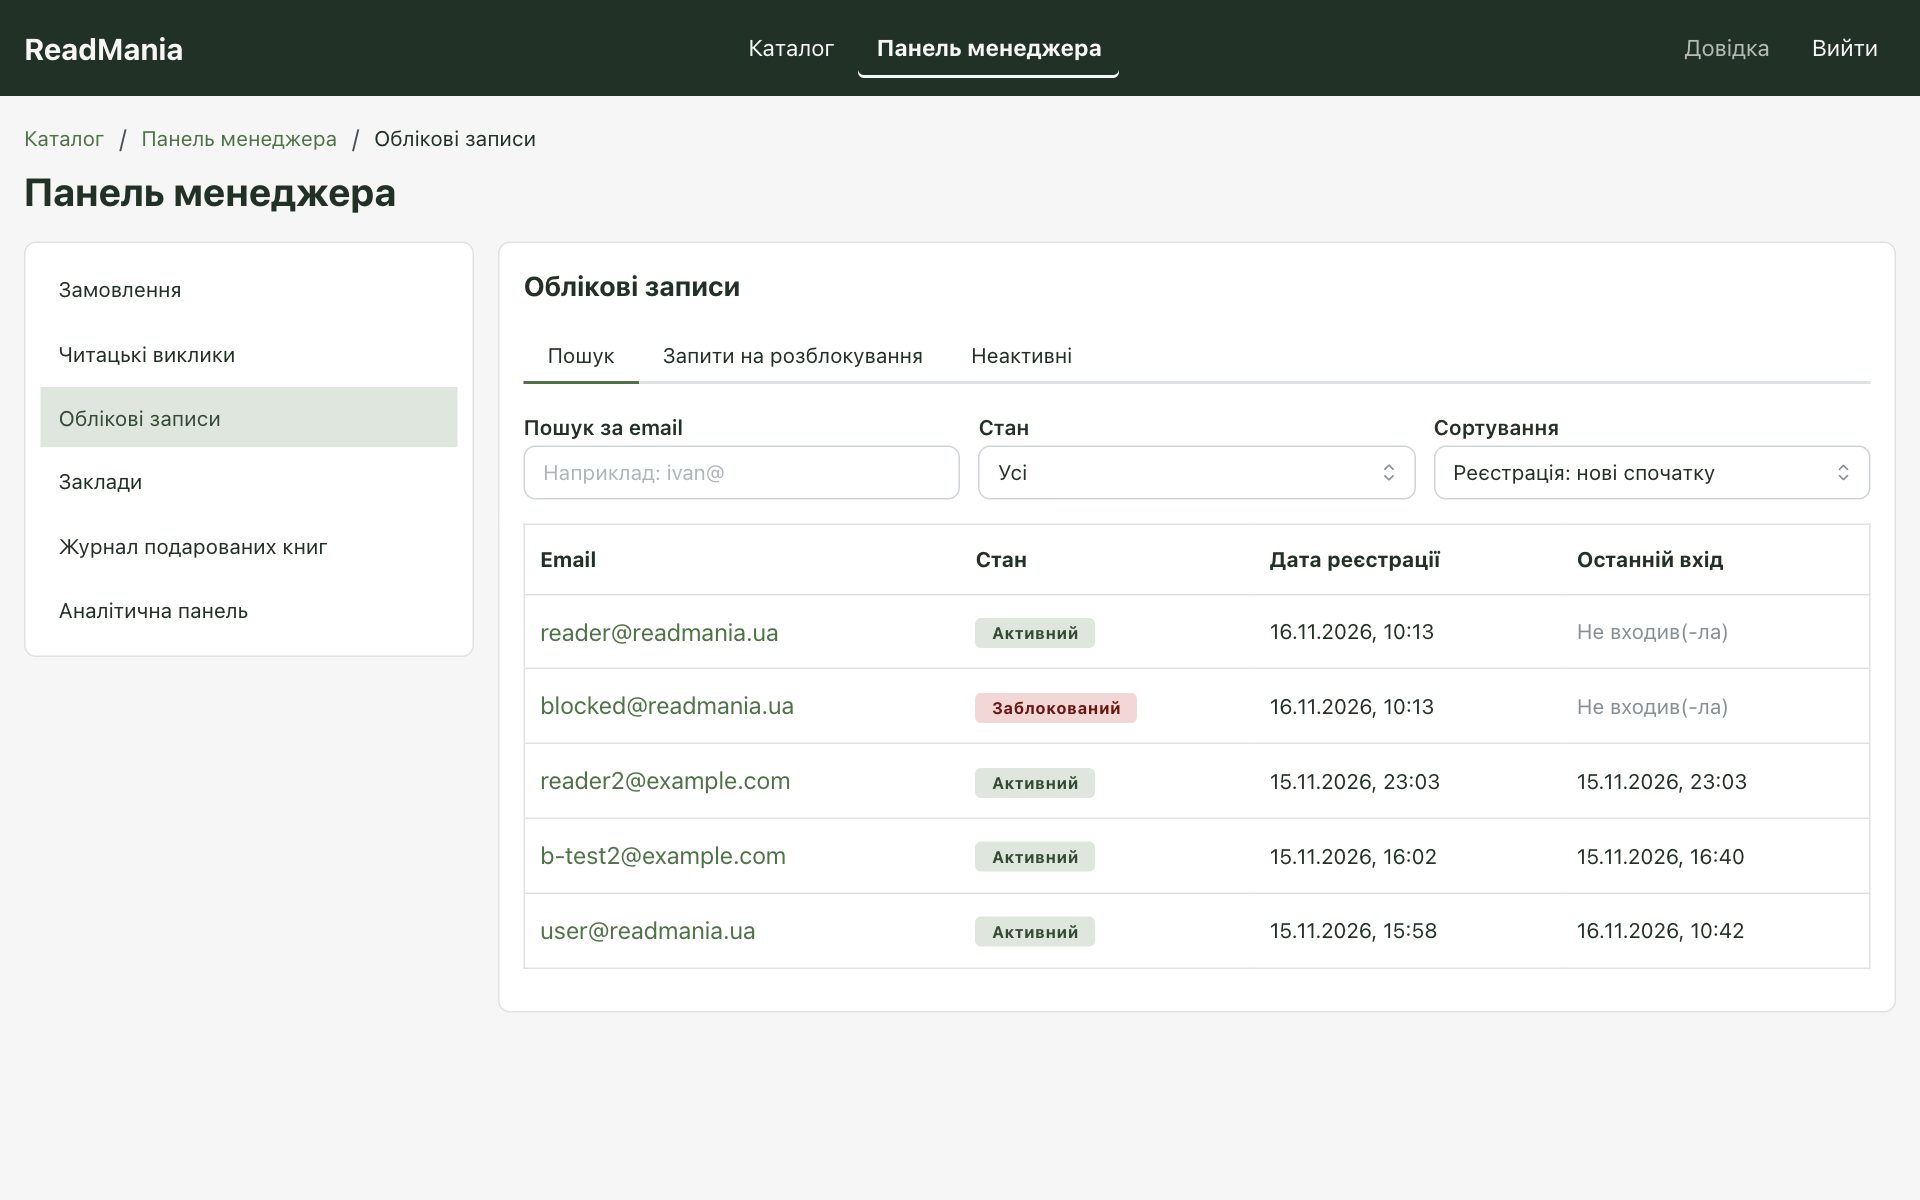 ReadMania
Каталог
Панель менеджера
Довідка
Вийти
Каталог / Панель менеджера / Облікові записи
Панель менеджера
Замовлення
Читацькі виклики
Облікові записи
Заклади
Журнал подарованих книг
Аналітична панель
Облікові записи
Пошук
Запити на розблокування
Неактивні
Пошук за email
Наприклад: ivan@
Стан
Усі
Сортування
Реєстрація: нові спочатку
Email Стан Дата реєстрації Останній вхід
reader@readmania.ua Активний 16.11.2026, 10:13 Не входив(-ла)
blocked@readmania.ua Заблокований 16.11.2026, 10:13 Не входив(-ла)
reader2@example.com Активний 15.11.2026, 23:03 15.11.2026, 23:03
b-test2@example.com Активний 15.11.2026, 16:02 15.11.2026, 16:40
user@readmania.ua Активний 15.11.2026, 15:58 16.11.2026, 10:42